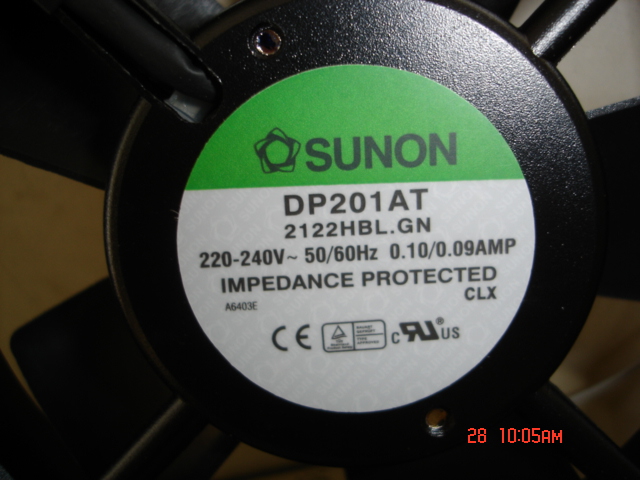 SUNON
DP201AT
2122HBL.GN
220-240V~ 50/60Hz 0.10/0.09AMP
IMPEDANCE PROTECTED
A6403E CLX
CE c RU US
28 10:05AM